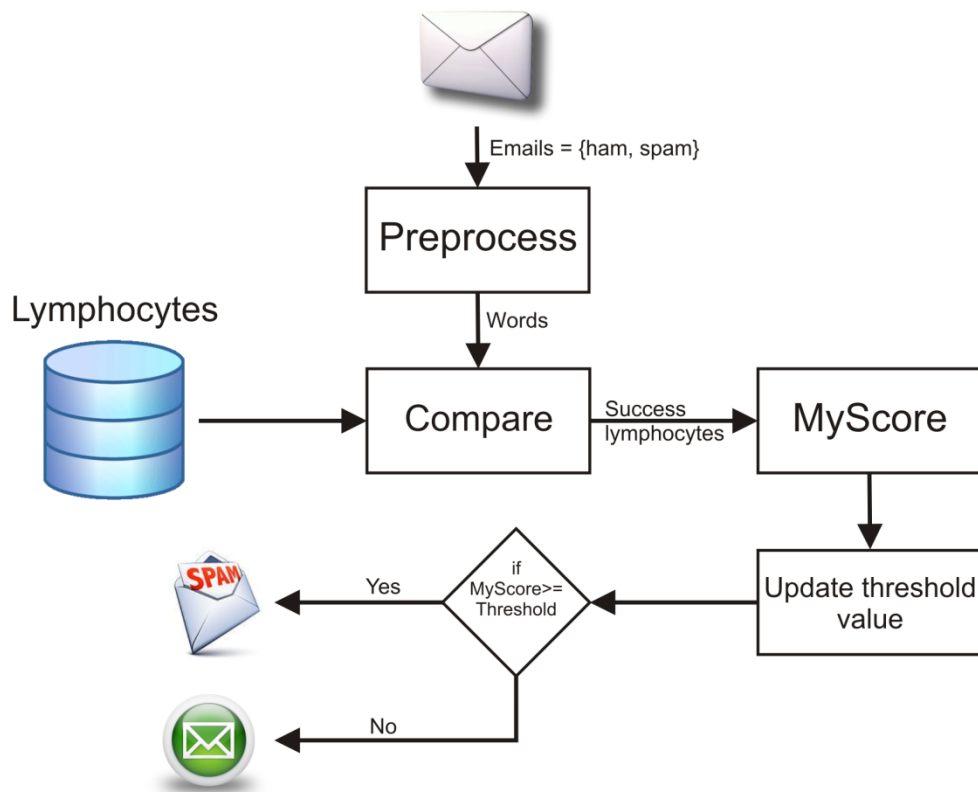 Emails = {ham, spam}
Preprocess
Words
Lymphocytes
Compare
Success
lymphocytes
MyScore
Update threshold
value
if
MyScore>=
Threshold
Yes
SPAM
No